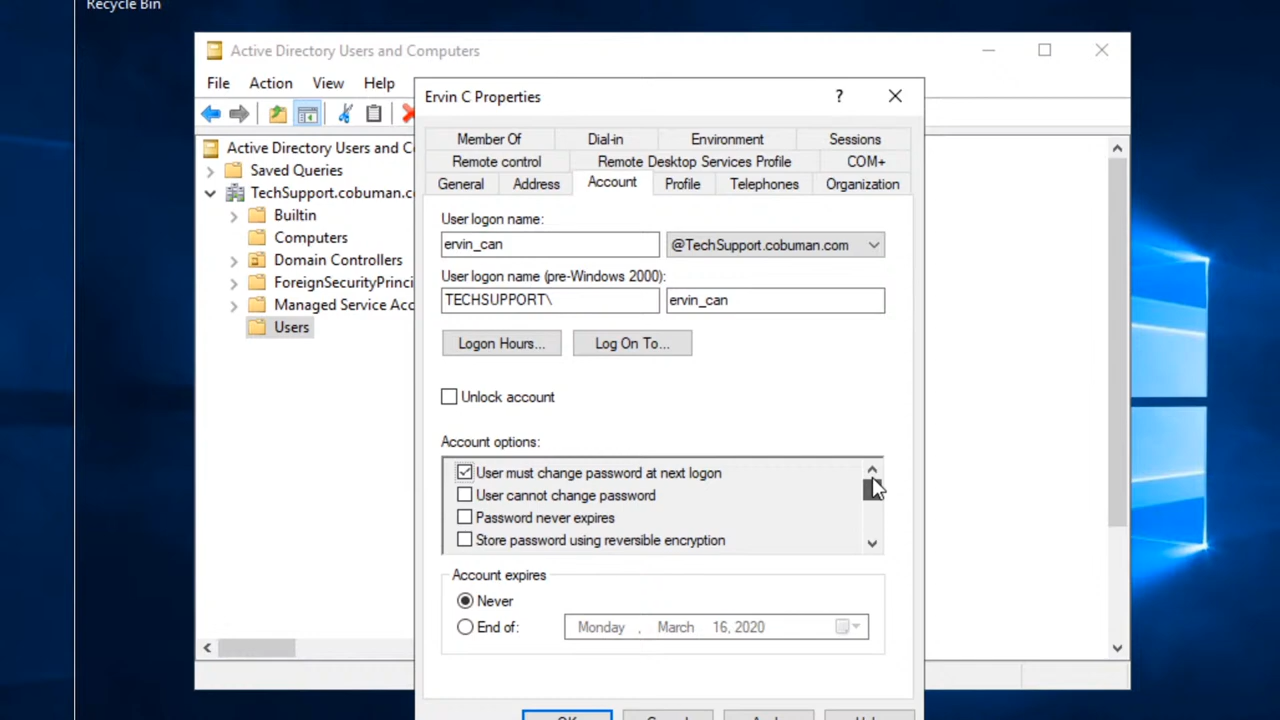 Recycle Bin
Active Directory Users and Computers
File Action View Help
Ervin C Properties
?
Member Of Dial-in Environment Sessions
Remote control Remote Desktop Services Profile COM+
General Address Account Profile Telephones Organization
Active Directory Users and Co
Saved Queries
TechSupport.cobuman.c
Builtin
Computers
Domain Controllers
ForeignSecurityPrinci
Managed Service Acc
Users
User logon name:
ervin_can @TechSupport.cobuman.com
User logon name (pre-Windows 2000):
TECHSUPPORT\ ervin_can
Logon Hours... Log On To...
Unlock account
Account options:
User must change password at next logon
User cannot change password
Password never expires
Store password using reversible encryption
Account expires
Never
End of: Monday , March 16, 2020